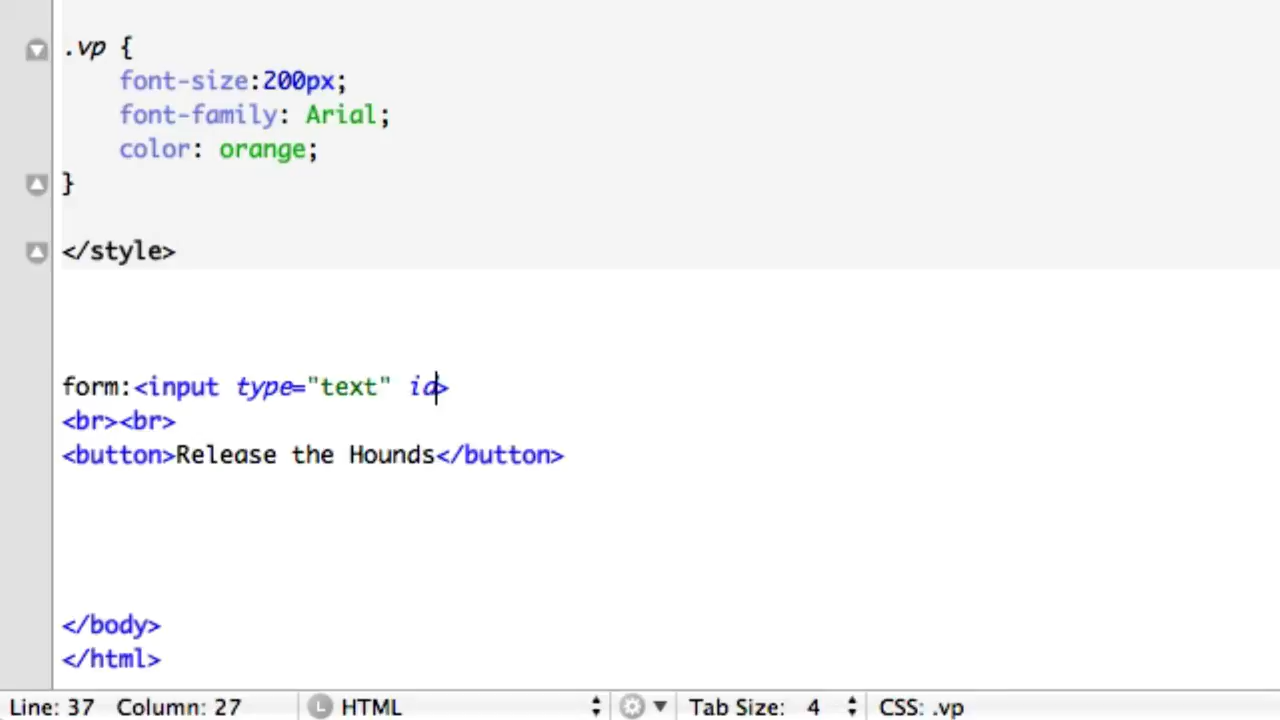 .vp {
font-size:200px;
font-family: Arial;
color: orange;
}
</style>
form:<input type="text" id>
<br><br>
<button>Release the Hounds</button>
</body>
</html>
Line: 37 Column: 27 L HTML Tab Size: 4 CSS: .vp